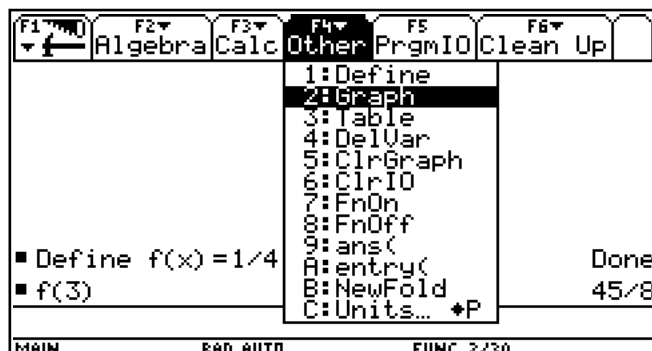 F1 F2 F3 F4 F5 F6
Algebra Calc Other PrgmIO Clean Up
1:Define
2:Graph
3:Table
4:DelVar
5:ClrGraph
6:ClrIO
7:FnOn
8:FnOff
9:ans(
A:entry(
B:NewFold
C:Units… ◆P
▪ Define f(x)=1/4 Done
▪ f(3) 45/8
MAIN RAD AUTO FUNC 2/30